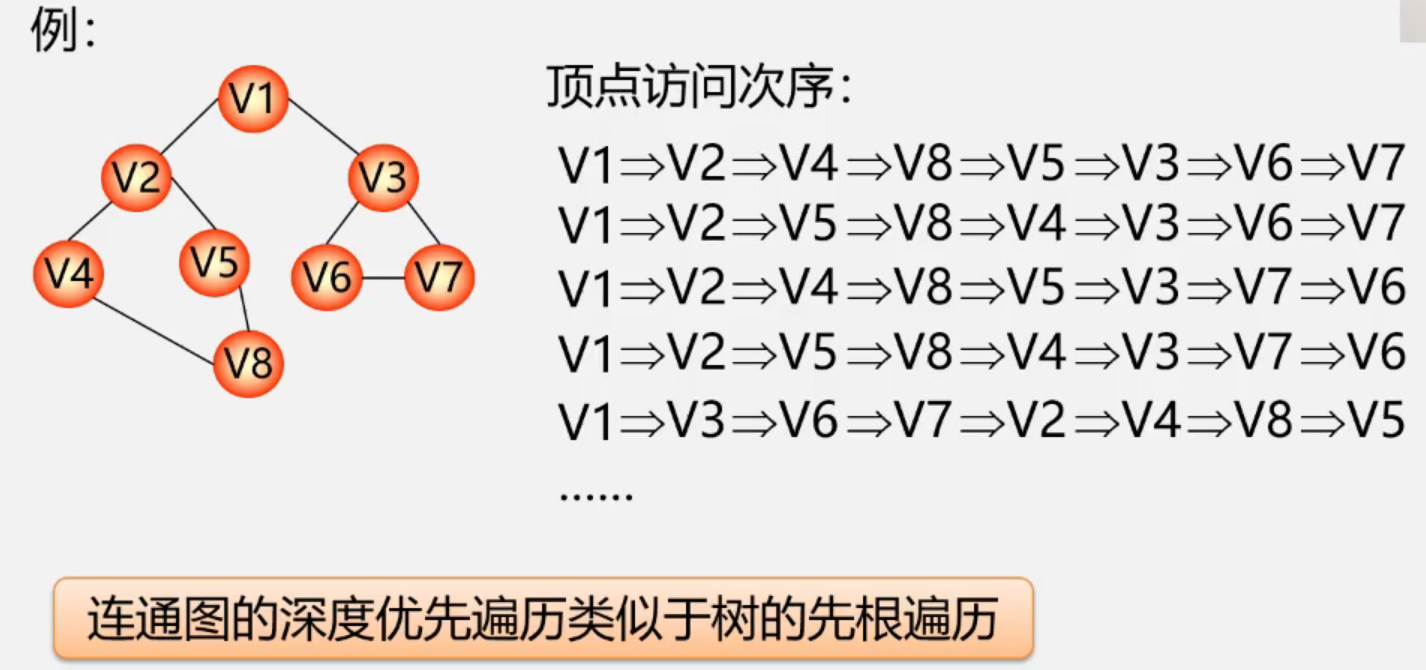 例：
顶点访问次序：
V1
V2
V3
V4
V5
V6
V7
V8
V1⇒V2⇒V4⇒V8⇒V5⇒V3⇒V6⇒V7
V1⇒V2⇒V5⇒V8⇒V4⇒V3⇒V6⇒V7
V1⇒V2⇒V4⇒V8⇒V5⇒V3⇒V7⇒V6
V1⇒V2⇒V5⇒V8⇒V4⇒V3⇒V7⇒V6
V1⇒V3⇒V6⇒V7⇒V2⇒V4⇒V8⇒V5
......
连通图的深度优先遍历类似于树的先根遍历